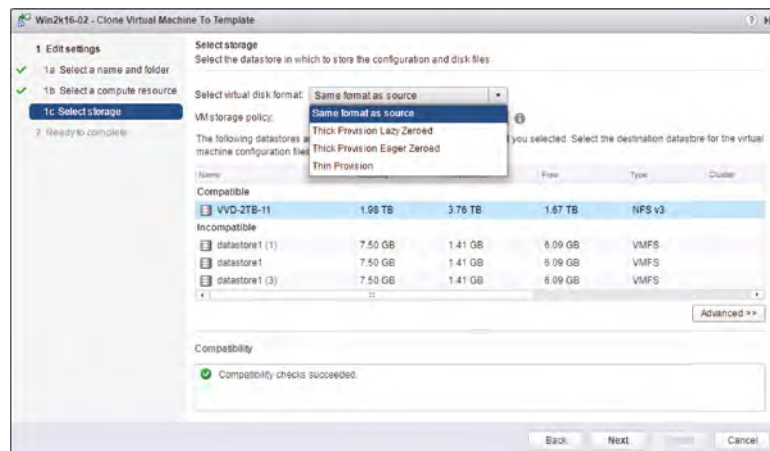 Win2k16-02 - Clone Virtual Machine To Template
1 Edit settings
1a Select a name and folder
1b Select a compute resource
1c Select storage
2 Ready to complete
Select storage
Select the datastore in which to store the configuration and disk files
Select virtual disk format: Same format as source
Same format as source
Thick Provision Lazy Zeroed
Thick Provision Eager Zeroed
Thin Provision
VM storage policy:
The following datastores a you selected. Select the destination datastore for the virtual
machine configuration files
Name Free Type Cluster
Compatible
VVD-2TB-11 1.98 TB 3.76 TB 1.67 TB NFS v3
Incompatible
datastore1 (1) 7.50 GB 1.41 GB 6.09 GB VMFS
datastore1 7.50 GB 1.41 GB 6.09 GB VMFS
datastore1 (3) 7.50 GB 1.41 GB 6.09 GB VMFS
Advanced >>
Compatibility
Compatibility checks succeeded.
Back Next Cancel